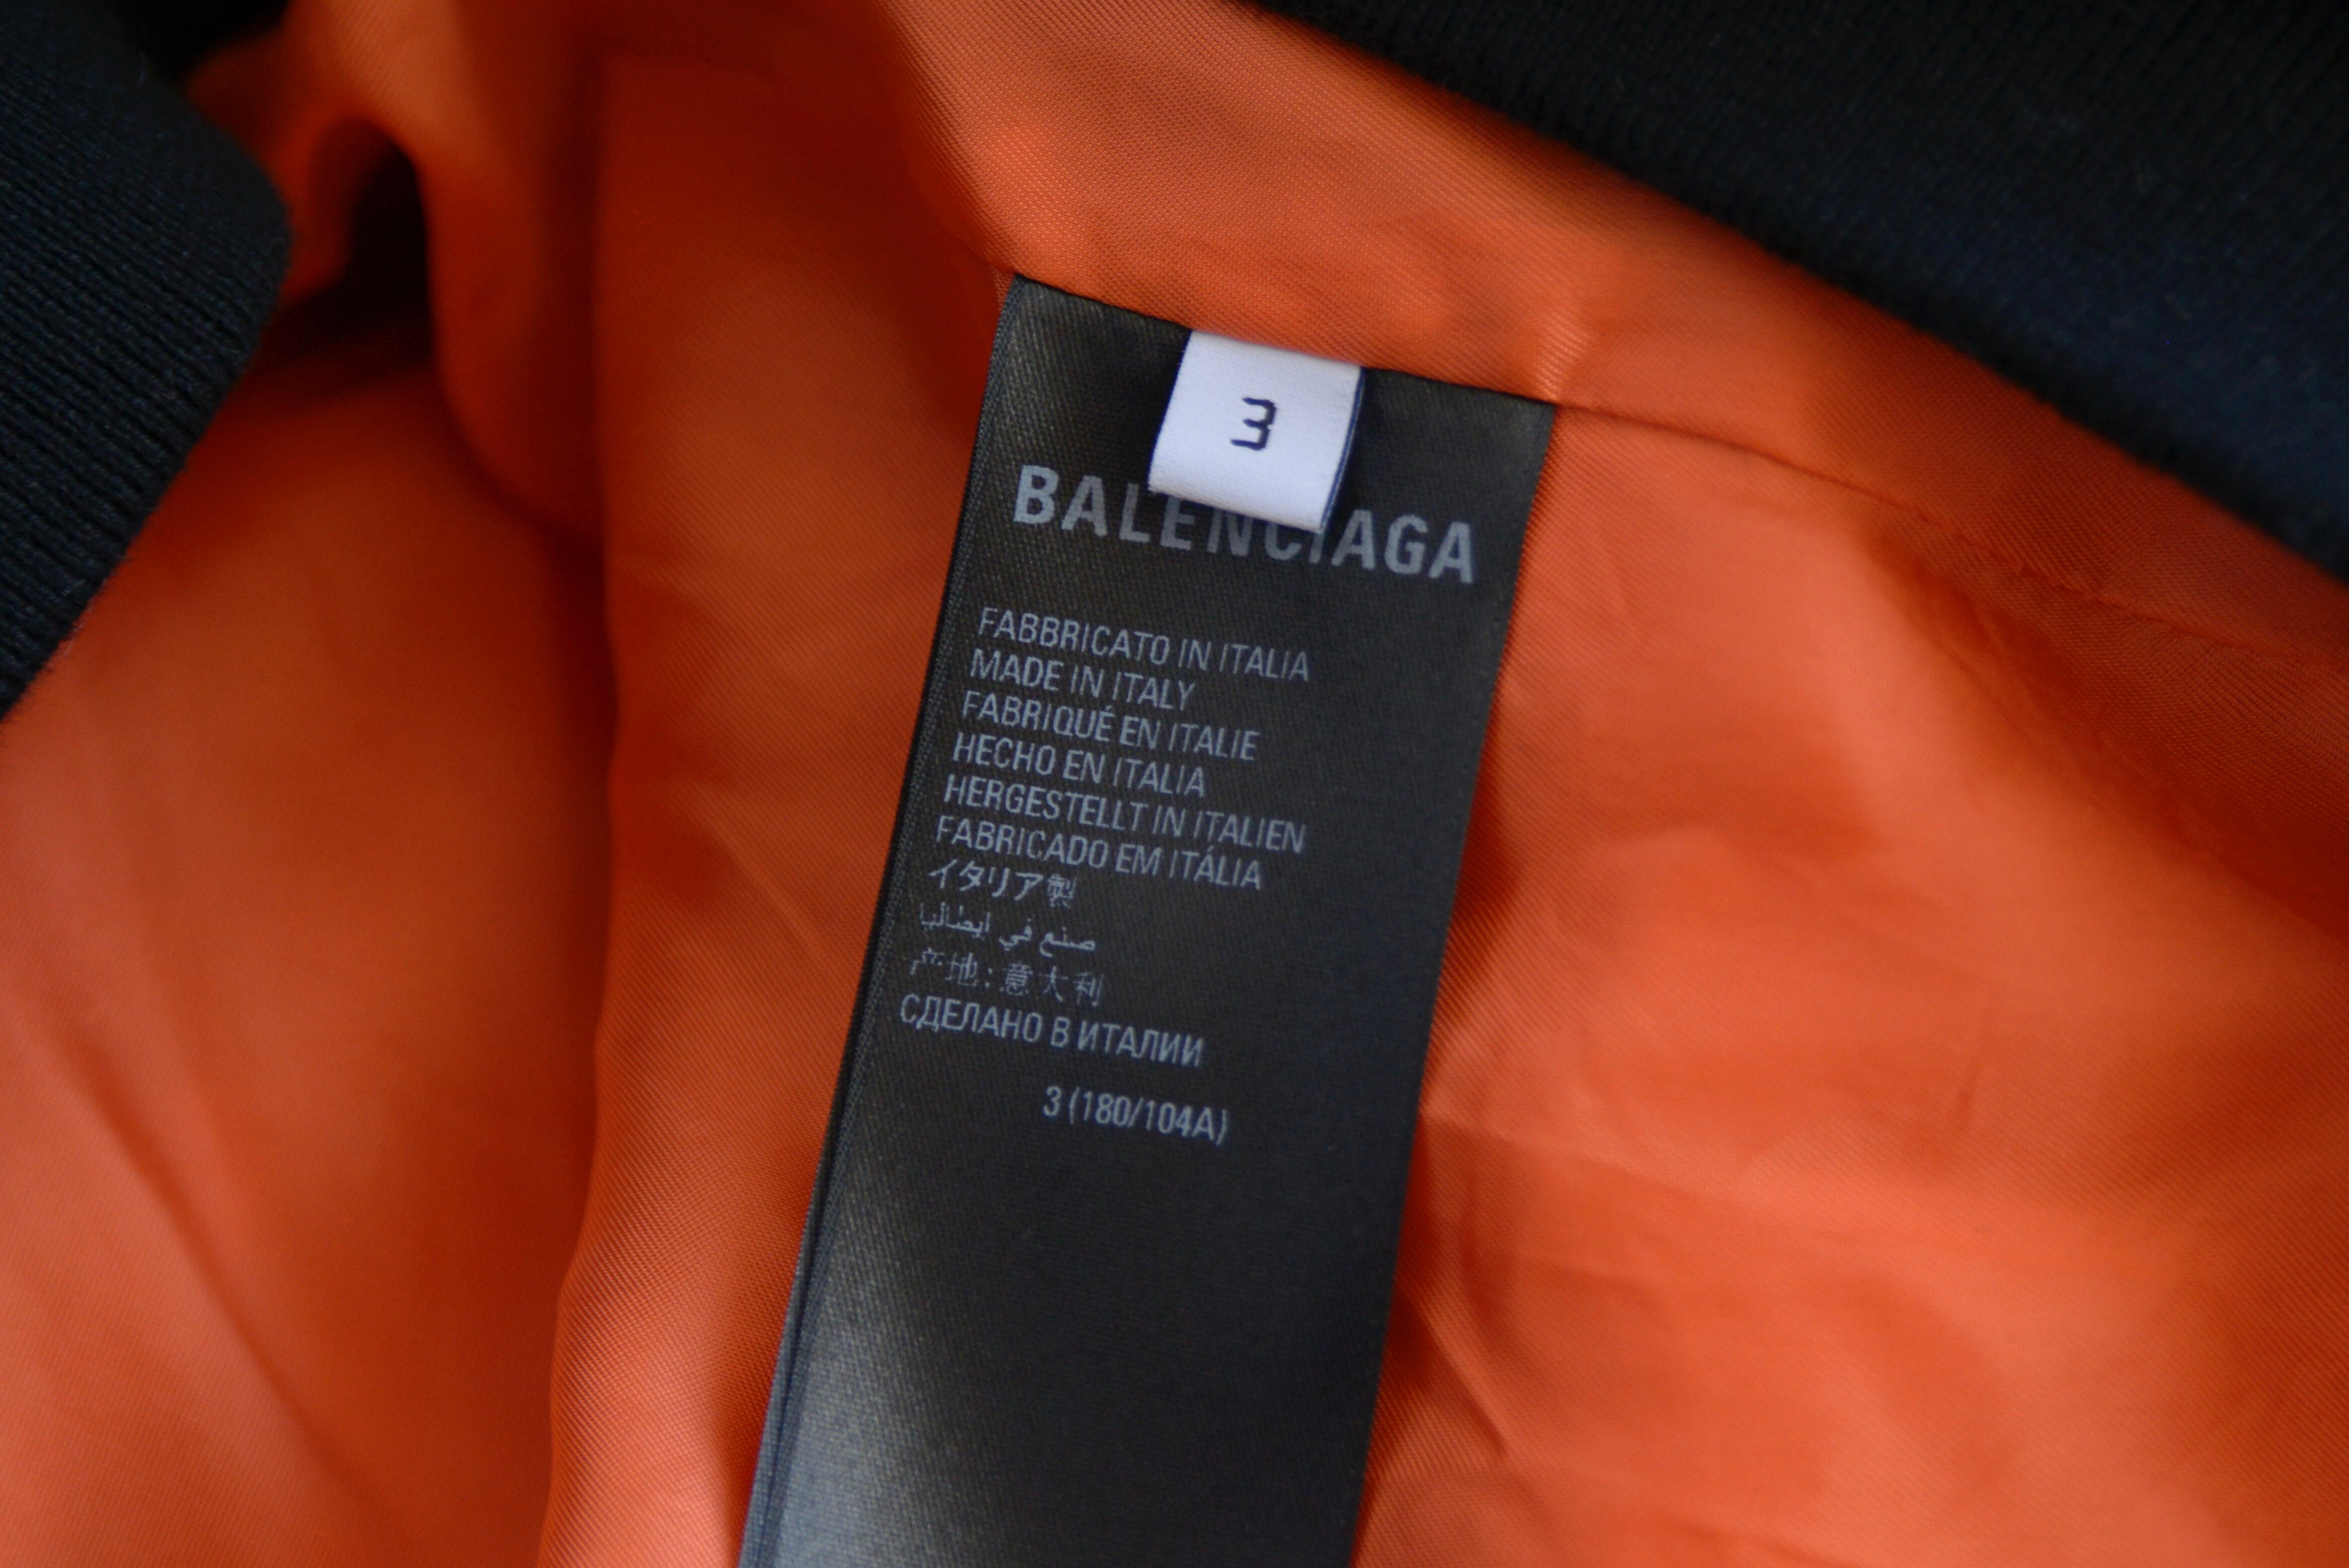 3
BALENCIAGA
FABBRICATO IN ITALIA
MADE IN ITALY
FABRIQUÉ EN ITALIE
HECHO EN ITALIA
HERGESTELLT IN ITALIEN
FABRICADO EM ITÁLIA
イタリア製
صنع في إيطاليا
产地:意大利
СДЕЛАНО В ИТАЛИИ
3 (180/104A)